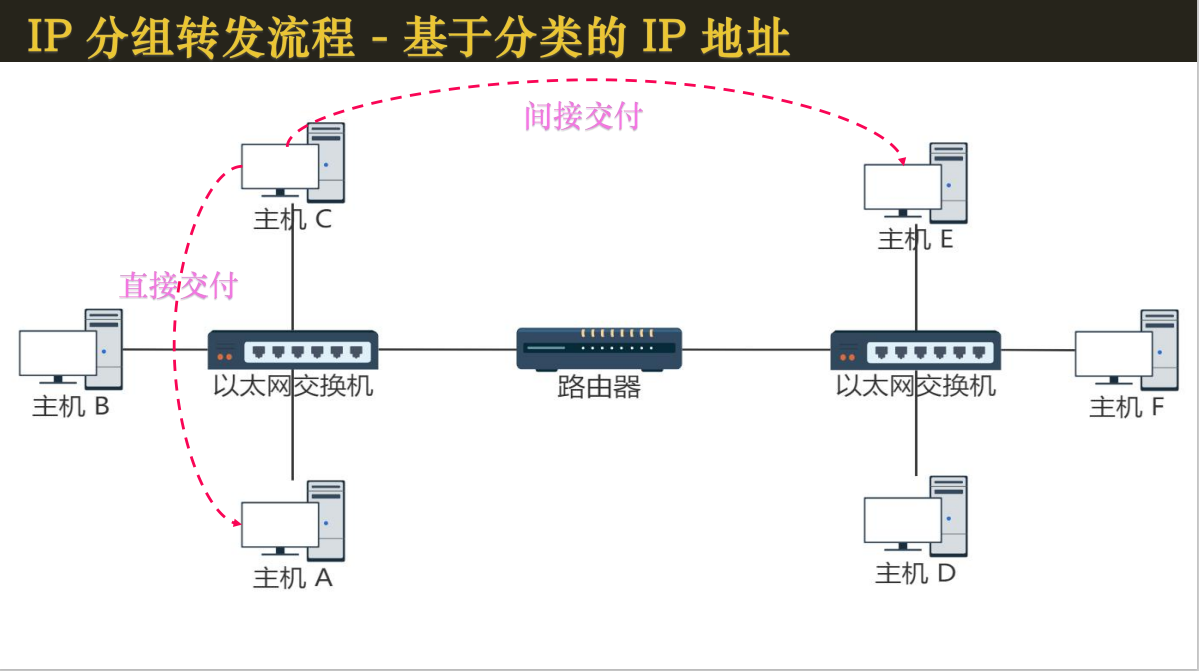 IP 分组转发流程 - 基于分类的 IP 地址
间接交付
主机 C
主机 E
直接交付
主机 B
以太网交换机
路由器
以太网交换机
主机 F
主机 A
主机 D